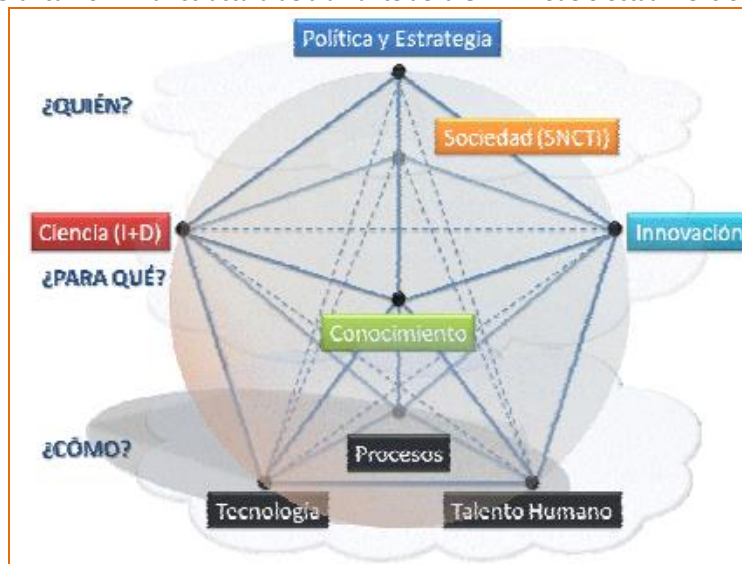 Política y Estrategia
¿QUIÉN?
Sociedad (SNCTI)
Ciencia (I+D)
Innovación
¿PARA QUÉ?
Conocimiento
¿CÓMO?
Procesos
Tecnología
Talento Humano